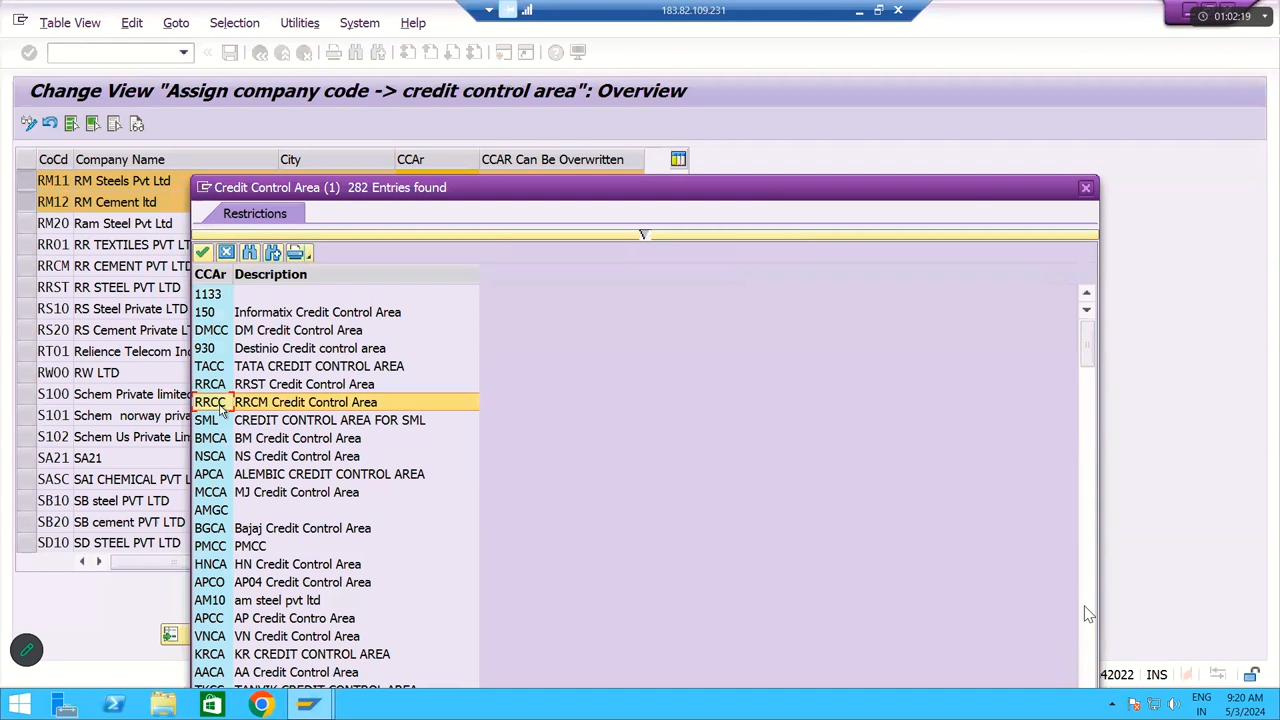 183.82.109.231
01:02:19
Table View Edit Goto Selection Utilities System Help
Change View "Assign company code -> credit control area": Overview
CoCd Company Name City CCAr CCAR Can Be Overwritten
RM11 RM Steels Pvt Ltd
RM12 RM Cement ltd
RM20 Ram Steel Pvt Ltd
RR01 RR TEXTILES PVT LTD
RRCM RR CEMENT PVT LTD
RRST RR STEEL PVT LTD
RS10 RS Steel Private LTD
RS20 RS Cement Private L
RT01 Relience Telecom In
RW00 RW LTD
S100 Schem Private limite
S101 Schem norway priva
S102 Schem Us Private Lim
SA21 SA21
SASC SAI CHEMICAL PVT L
SB10 SB steel PVT LTD
SB20 SB cement PVT LTD
SD10 SD STEEL PVT LTD
Credit Control Area (1) 282 Entries found
Restrictions
CCAr Description
1133
150 Informatix Credit Control Area
DMCC DM Credit Control Area
930 Destinio Credit control area
TACC TATA CREDIT CONTROL AREA
RRCA RRST Credit Control Area
RRCC RRCM Credit Control Area
SML CREDIT CONTROL AREA FOR SML
BMCA BM Credit Control Area
NSCA NS Credit Control Area
APCA ALEMBIC CREDIT CONTROL AREA
MCCA MJ Credit Control Area
AMGC
BGCA Bajaj Credit Control Area
PMCC PMCC
HNCA HN Credit Control Area
APCO AP04 Credit Control Area
AM10 am steel pvt ltd
APCC AP Credit Contro Area
VNCA VN Credit Control Area
KRCA KR CREDIT CONTROL AREA
AACA AA Credit Control Area
TKCC TANVIK CREDIT CONTROL AREA
42022 INS
ENG
IN
9:20 AM
5/3/2024